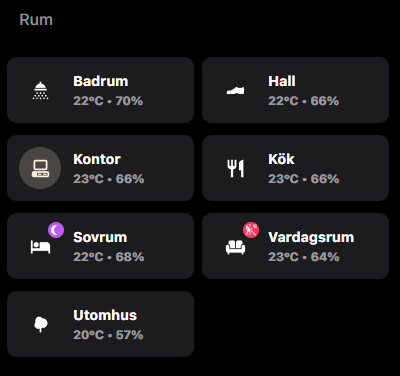 Rum
Badrum
22°C • 70%
Hall
22°C • 66%
Kontor
23°C • 66%
Kök
23°C • 66%
Sovrum
22°C • 68%
Vardagsrum
23°C • 64%
Utomhus
20°C • 57%